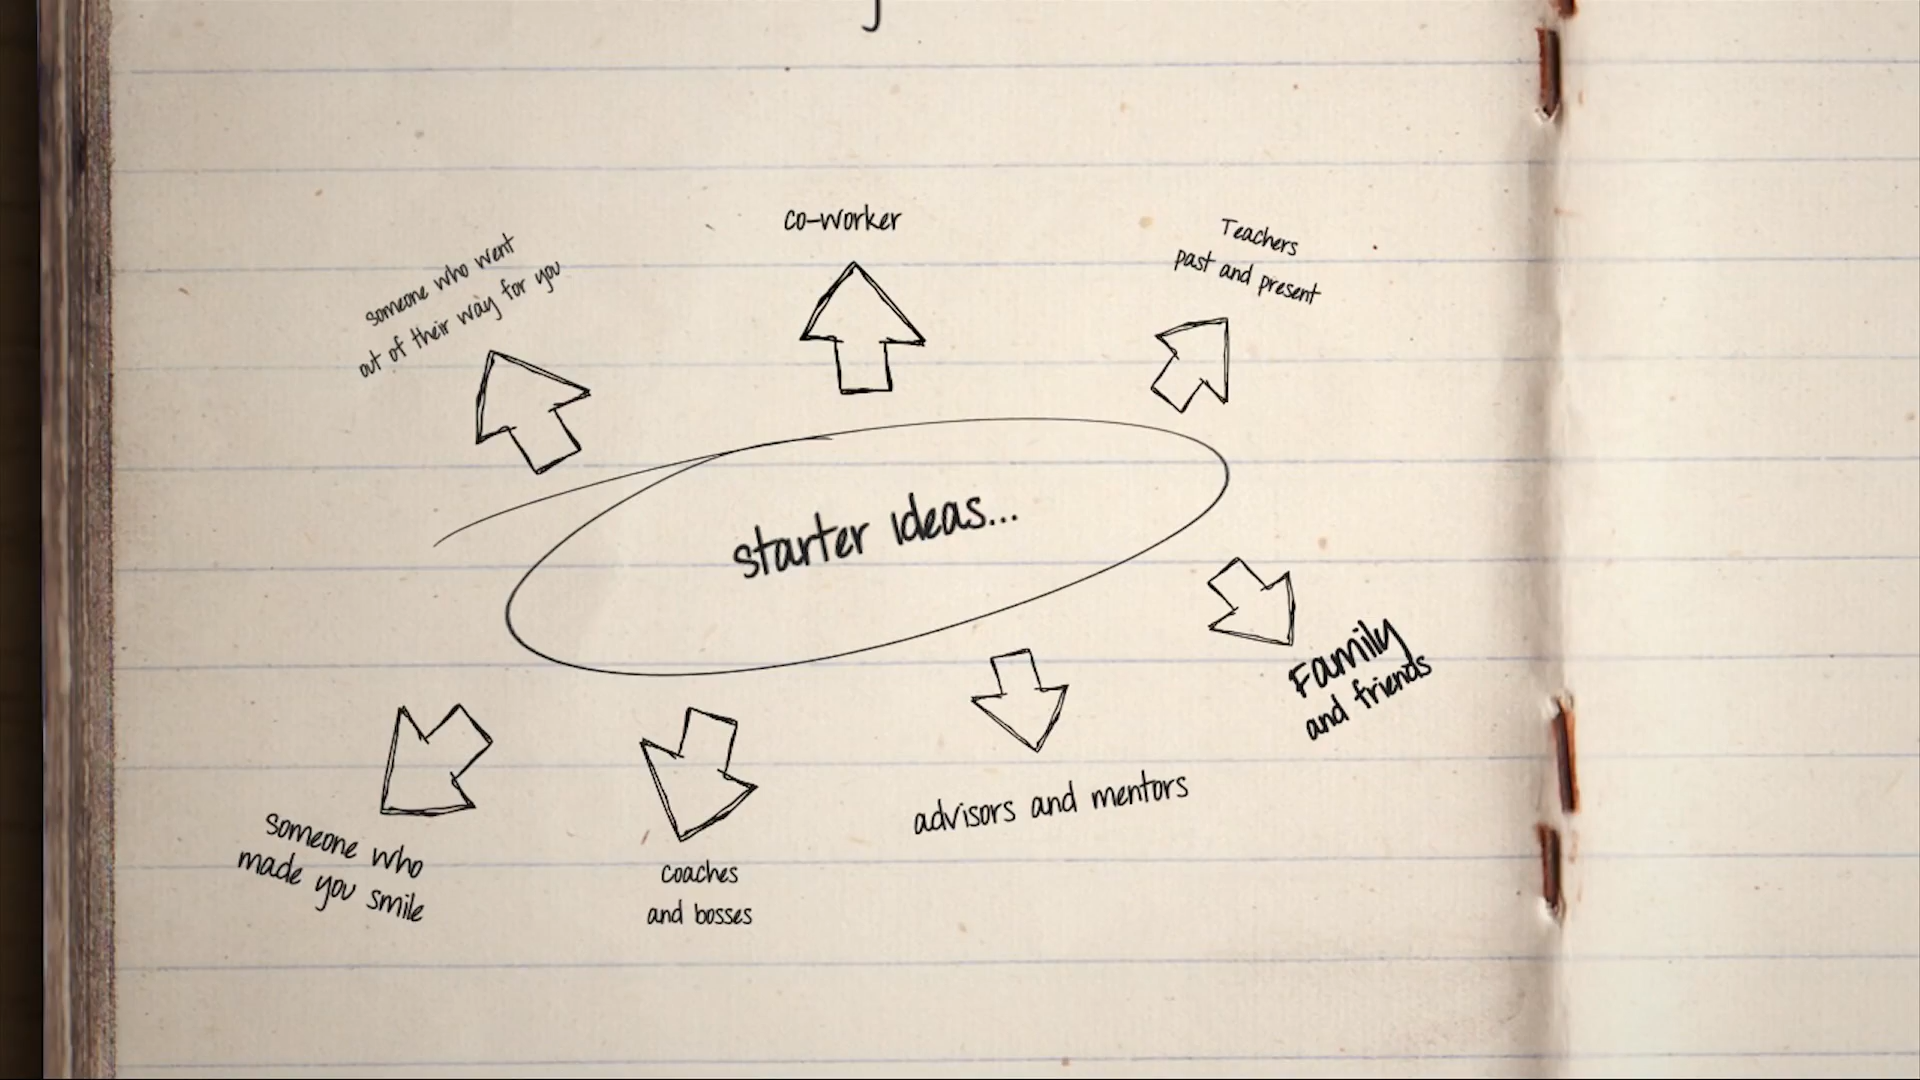 co-worker
Teachers
past and present
someone who went
out of their way for you
starter ideas...
Family
and friends
advisors and mentors
someone who
made you smile
coaches
and bosses